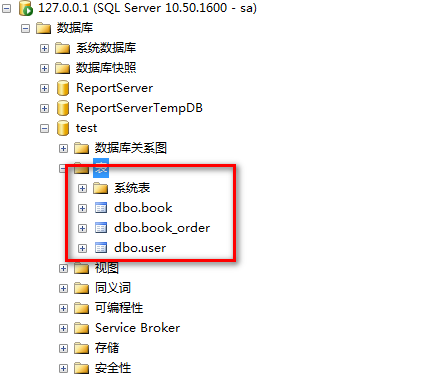 127.0.0.1 (SQL Server 10.50.1600 - sa)
数据库
系统数据库
数据库快照
ReportServer
ReportServerTempDB
test
数据库关系图
表
系统表
dbo.book
dbo.book_order
dbo.user
视图
同义词
可编程性
Service Broker
存储
安全性